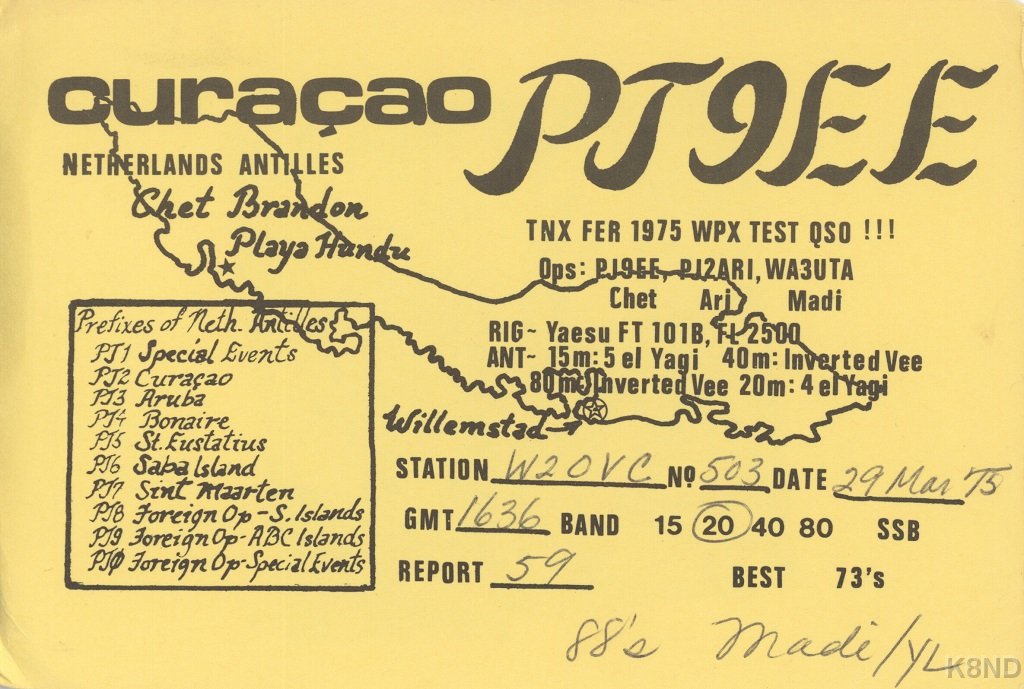 curaçao PJ9EE
NETHERLANDS ANTILLES
Chet Brandon
Playa Hundu
TNX FER 1975 WPX TEST QSO !!!
Ops: PJ9EE, PJ2ARI, WA3UTA
Chet Ari Madi
RIG~ Yaesu FT 101B, FL 2500
ANT~ 15m: 5 el Yagi 40m: Inverted Vee
80m: Inverted Vee 20m: 4 el Yagi
Willemstad
Prefixes of Neth. Antilles
PJ1 Special Events
PJ2 Curaçao
PJ3 Aruba
PJ4 Bonaire
PJ5 St. Eustatius
PJ6 Saba Island
PJ7 Sint Maarten
PJ8 Foreign Op - S. Islands
PJ9 Foreign Op - ABC Islands
PJØ Foreign Op - Special Events
STATION W2OVC Nº 503 DATE 29 Mar 75
GMT 1636 BAND 15 20 40 80 SSB
REPORT 59 BEST 73's
88's Madi/YL
K8ND